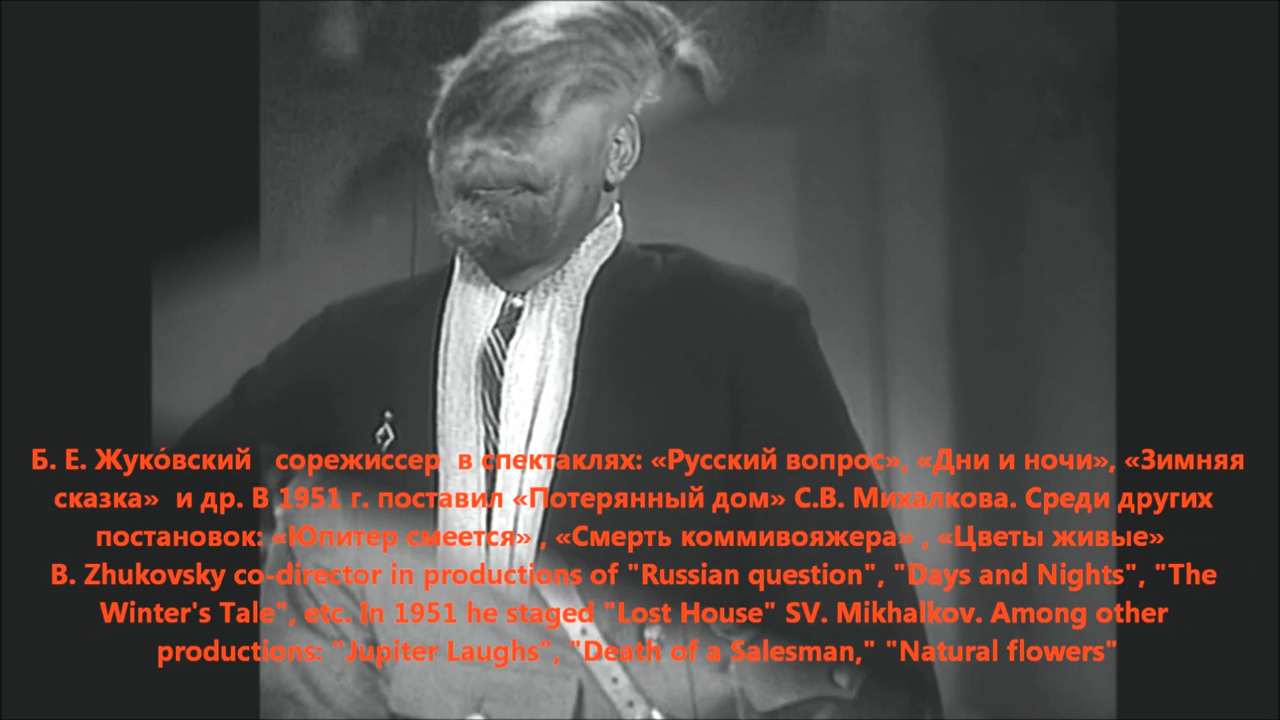 Б. Е. Жуко́вский сорежиссер в спектаклях: «Русский вопрос», «Дни и ночи», «Зимняя
сказка» и др. В 1951 г. поставил «Потерянный дом» С.В. Михалкова. Среди других
постановок: «Юпитер смеется» , «Смерть коммивояжера» , «Цветы живые»
B. Zhukovsky co-director in productions of "Russian question", "Days and Nights", "The
Winter's Tale", etc. In 1951 he staged "Lost House" SV. Mikhalkov. Among other
productions: "Jupiter Laughs", "Death of a Salesman," "Natural flowers"